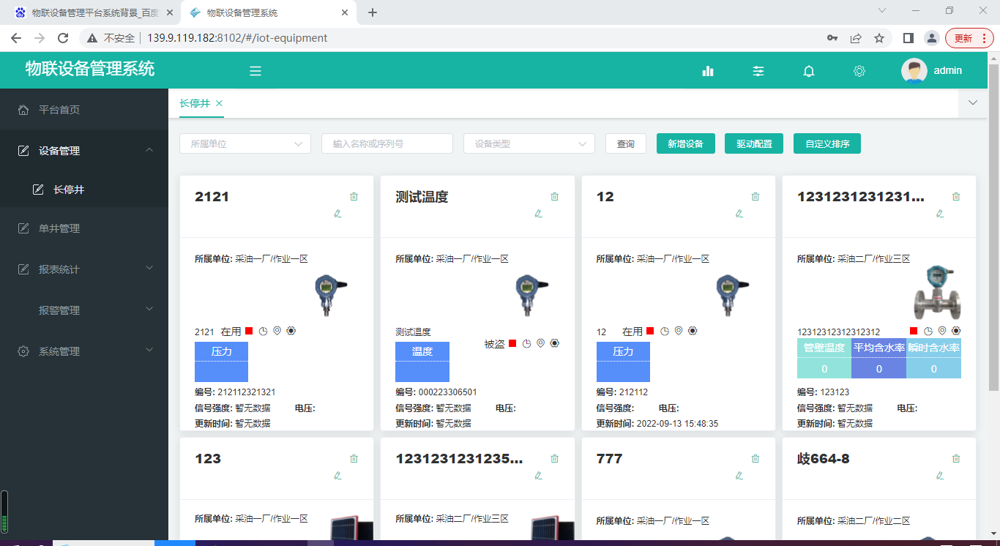 物联设备管理平台系统背景_百度
物联设备管理系统
不安全 139.9.119.182:8102/#/iot-equipment
更新
物联设备管理系统
admin
平台首页
设备管理
长停井
单井管理
报表统计
报警管理
系统管理
长停井
所属单位 输入名称或序列号 设备类型 查询 新增设备 驱动配置 自定义排序
2121
所属单位: 采油一厂/作业一区
2121 在用
压力
编号: 212112321321
信号强度: 暂无数据 电压:
更新时间: 暂无数据
测试温度
所属单位: 采油一厂/作业一区
测试温度
被盗
温度
编号: 000223306501
信号强度: 暂无数据 电压:
更新时间: 暂无数据
12
所属单位: 采油一厂/作业一区
12 在用
压力
编号: 212112
信号强度: 电压:
更新时间: 2022-09-13 15:48:35
1231231231231...
所属单位: 采油二厂/作业三区
12312312312312312
管壁温度 平均含水率 瞬时含水率
0 0 0
编号: 123123
信号强度: 暂无数据 电压:
更新时间: 暂无数据
123
所属单位: 采油一厂/作业一区
1231231231235...
所属单位: 采油二厂/作业三区
777
所属单位: 采油一厂/作业一区
歧664-8
所属单位: 采油二厂/作业二区